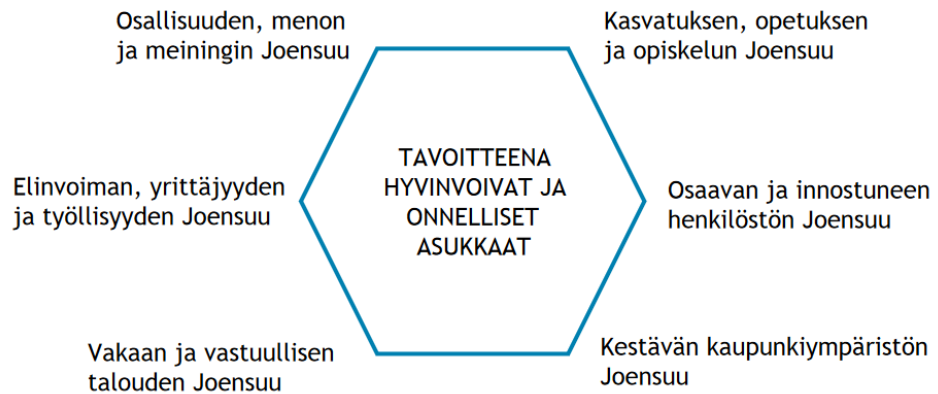 Osallisuuden, menon
ja meiningin Joensuu
Kasvatuksen, opetuksen
ja opiskelun Joensuu
TAVOITTEENA
HYVINVOIVAT JA
ONNELLISET
ASUKKAAT
Elinvoiman, yrittäjyyden
ja työllisyyden Joensuu
Osaavan ja innostuneen
henkilöstön Joensuu
Vakaan ja vastuullisen
talouden Joensuu
Kestävän kaupunkiympäristön
Joensuu